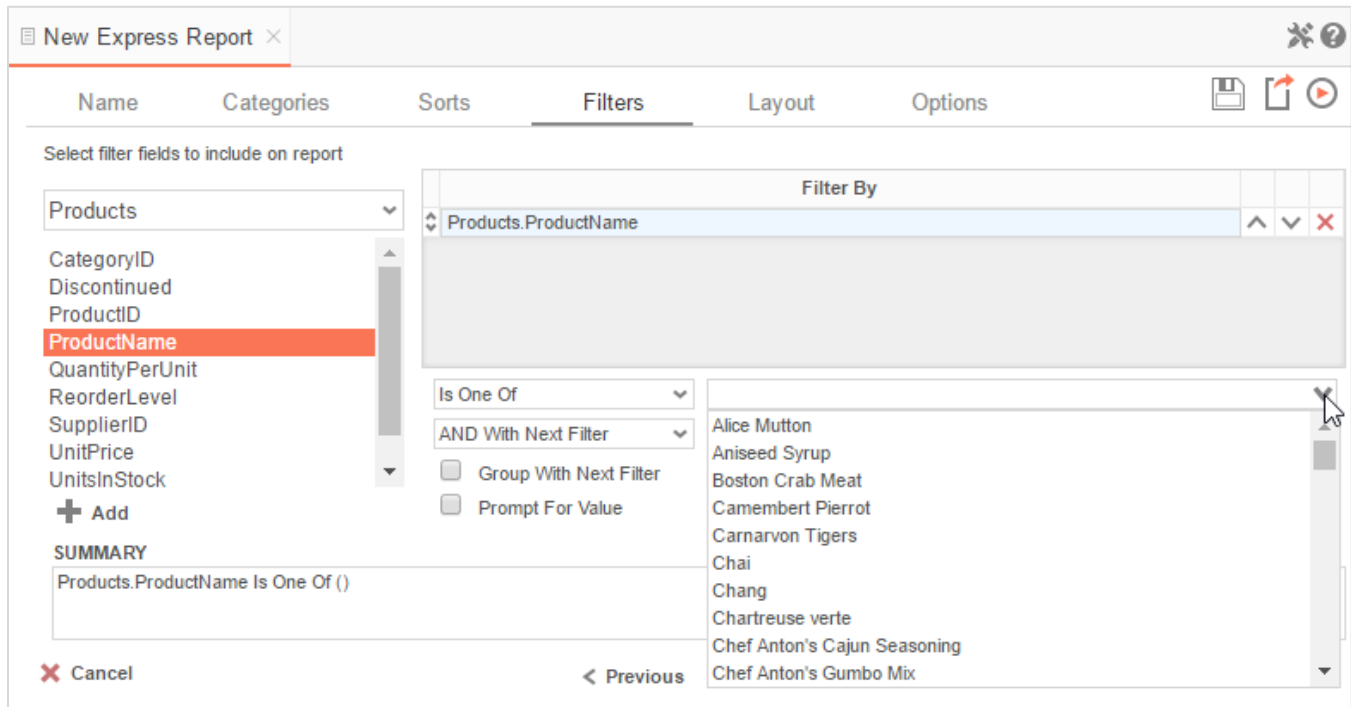 New Express Report
Name Categories Sorts Filters Layout Options
Select filter fields to include on report
Products
CategoryID
Discontinued
ProductID
ProductName
QuantityPerUnit
ReorderLevel
SupplierID
UnitPrice
UnitsInStock
Add
Filter By
Products.ProductName
Is One Of
AND With Next Filter
Group With Next Filter
Prompt For Value
Alice Mutton
Aniseed Syrup
Boston Crab Meat
Camembert Pierrot
Carnarvon Tigers
Chai
Chang
Chartreuse verte
Chef Anton's Cajun Seasoning
Chef Anton's Gumbo Mix
SUMMARY
Products.ProductName Is One Of ()
Cancel
< Previous